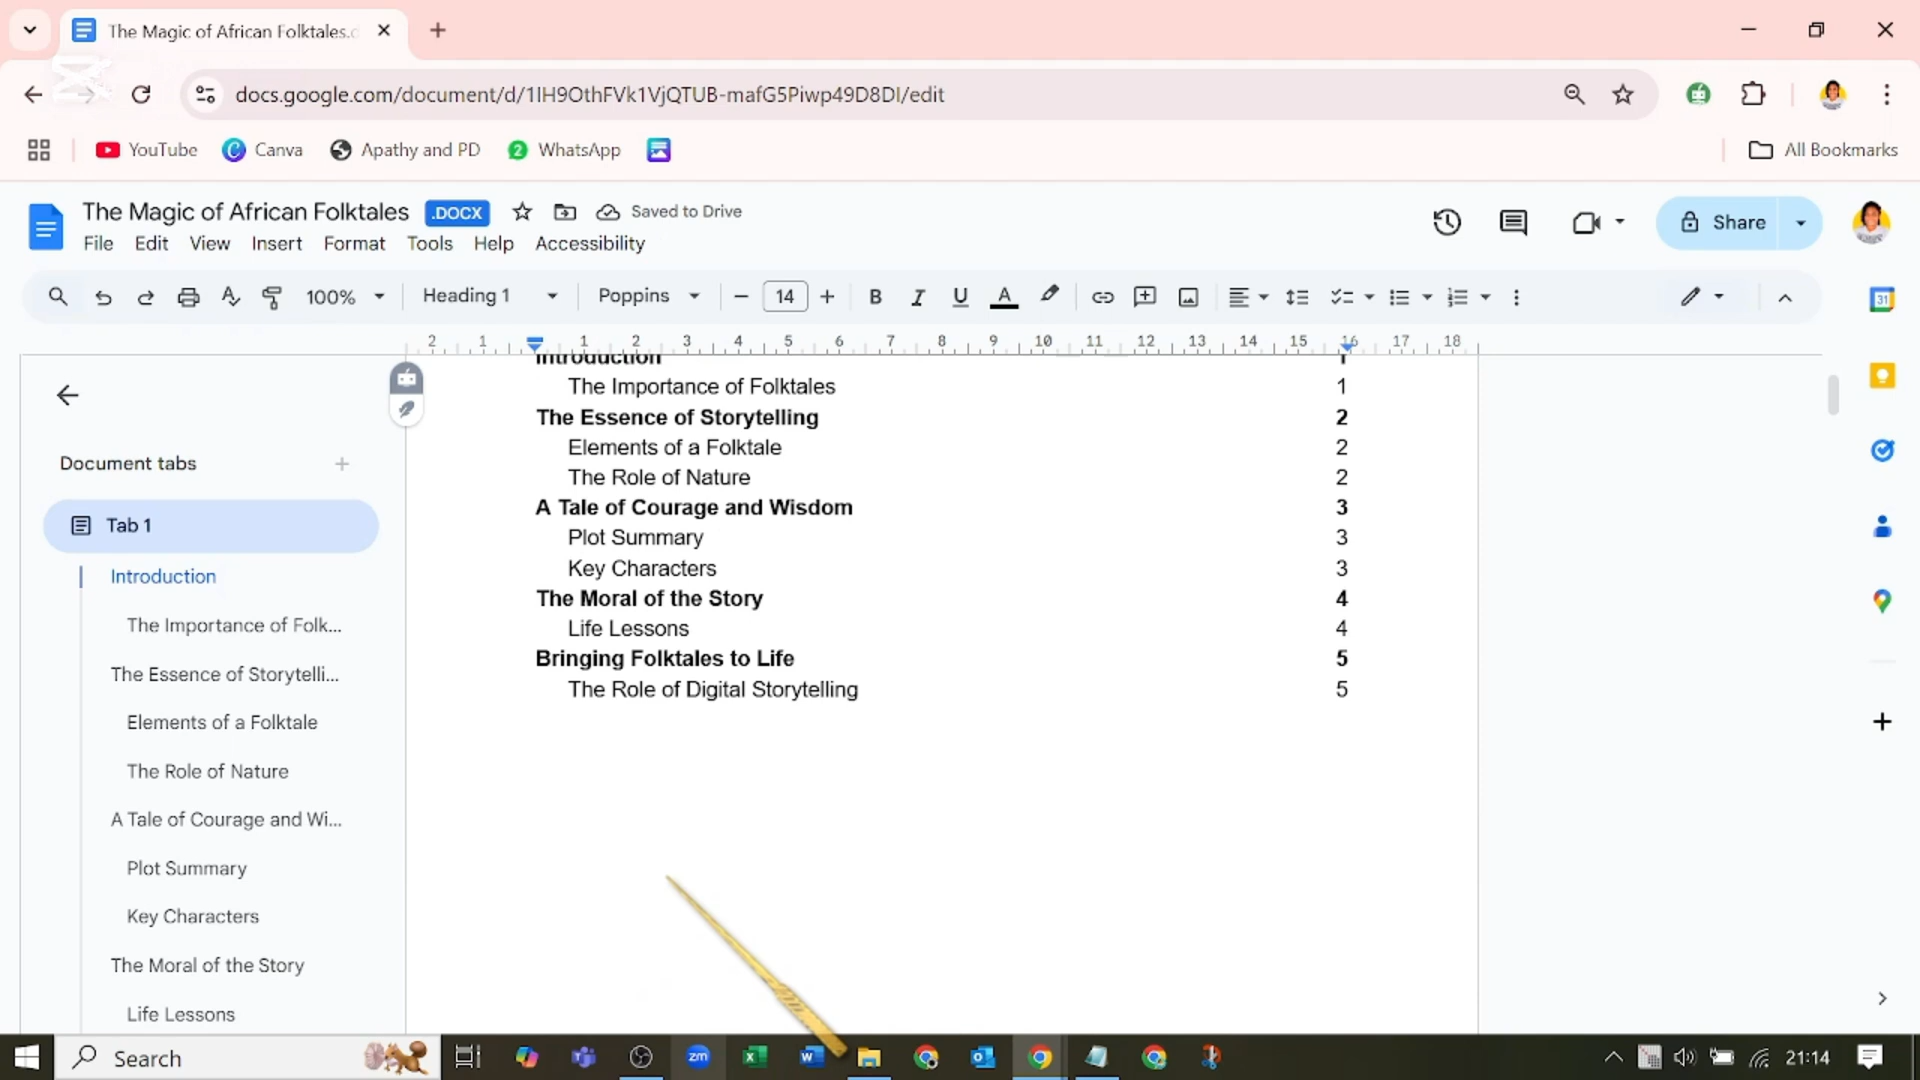 The Magic of African Folktales.d
docs.google.com/document/d/1IH9OthFVk1VjQTUB-mafG5Piwp49D8DI/edit
YouTube Canva Apathy and PD 2 WhatsApp All Bookmarks
The Magic of African Folktales .DOCX Saved to Drive
File Edit View Insert Format Tools Help Accessibility
Share
100% Heading 1 Poppins 14 B I U A
2 1 1 2 3 4 5 6 7 8 9 10 11 12 13 14 15 16 17 18
31
Introduction 1
The Importance of Folktales 1
The Essence of Storytelling 2
Elements of a Folktale 2
The Role of Nature 2
A Tale of Courage and Wisdom 3
Plot Summary 3
Key Characters 3
The Moral of the Story 4
Life Lessons 4
Bringing Folktales to Life 5
The Role of Digital Storytelling 5
Document tabs
Tab 1
Introduction
The Importance of Folk...
The Essence of Storytelli...
Elements of a Folktale
The Role of Nature
A Tale of Courage and Wi...
Plot Summary
Key Characters
The Moral of the Story
Life Lessons
Search
zm
21:14